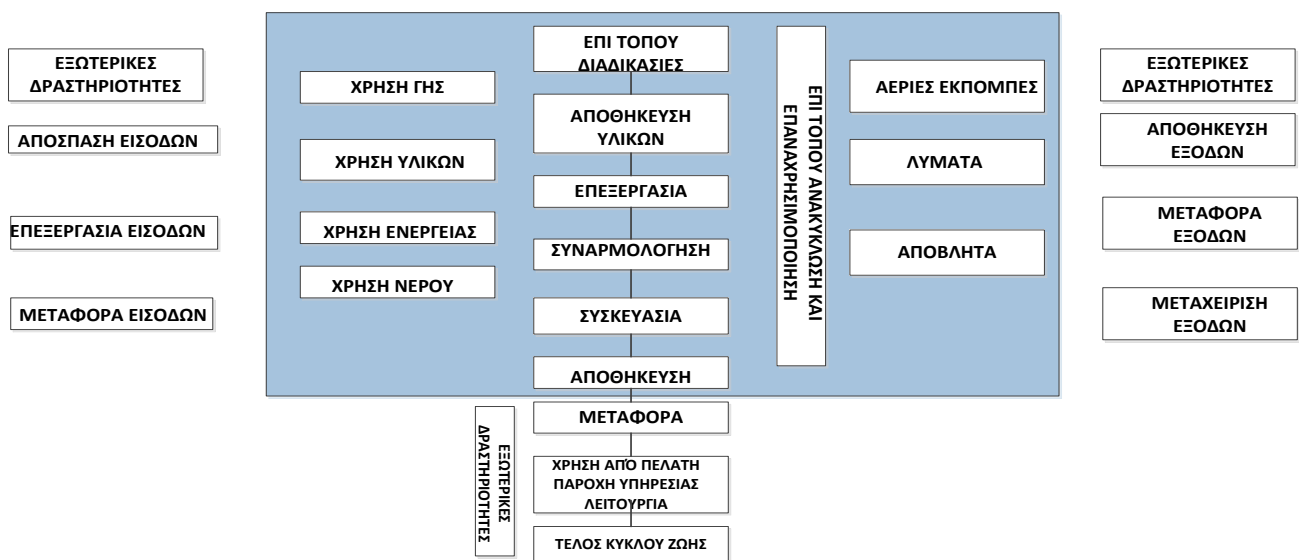 ΕΞΩΤΕΡΙΚΕΣ
ΔΡΑΣΤΗΡΙΟΤΗΤΕΣ
ΑΠΟΣΠΑΣΗ ΕΙΣΟΔΩΝ
ΕΠΕΞΕΡΓΑΣΙΑ ΕΙΣΟΔΩΝ
ΜΕΤΑΦΟΡΑ ΕΙΣΟΔΩΝ
ΧΡΗΣΗ ΓΗΣ
ΧΡΗΣΗ ΥΛΙΚΩΝ
ΧΡΗΣΗ ΕΝΕΡΓΕΙΑΣ
ΧΡΗΣΗ ΝΕΡΟΥ
ΕΠΙ ΤΟΠΟΥ
ΔΙΑΔΙΚΑΣΙΕΣ
ΑΠΟΘΗΚΕΥΣΗ
ΥΛΙΚΩΝ
ΕΠΕΞΕΡΓΑΣΙΑ
ΣΥΝΑΡΜΟΛΟΓΗΣΗ
ΣΥΣΚΕΥΑΣΙΑ
ΑΠΟΘΗΚΕΥΣΗ
ΜΕΤΑΦΟΡΑ
ΧΡΗΣΗ ΑΠΌ ΠΕΛΑΤΗ
ΠΑΡΟΧΗ ΥΠΗΡΕΣΙΑΣ
ΛΕΙΤΟΥΡΓΙΑ
ΤΕΛΟΣ ΚΥΚΛΟΥ ΖΩΗΣ
ΕΞΩΤΕΡΙΚΕΣ
ΔΡΑΣΤΗΡΙΟΤΗΤΕΣ
ΕΠΙ ΤΟΠΟΥ ΑΝΑΚΥΚΛΩΣΗ ΚΑΙ
ΕΠΑΝΑΧΡΗΣΙΜΟΠΟΙΗΣΗ
ΑΕΡΙΕΣ ΕΚΠΟΜΠΕΣ
ΛΥΜΑΤΑ
ΑΠΟΒΛΗΤΑ
ΕΞΩΤΕΡΙΚΕΣ
ΔΡΑΣΤΗΡΙΟΤΗΤΕΣ
ΑΠΟΘΗΚΕΥΣΗ
ΕΞΟΔΩΝ
ΜΕΤΑΦΟΡΑ
ΕΞΟΔΩΝ
ΜΕΤΑΧΕΙΡΙΣΗ
ΕΞΟΔΩΝ